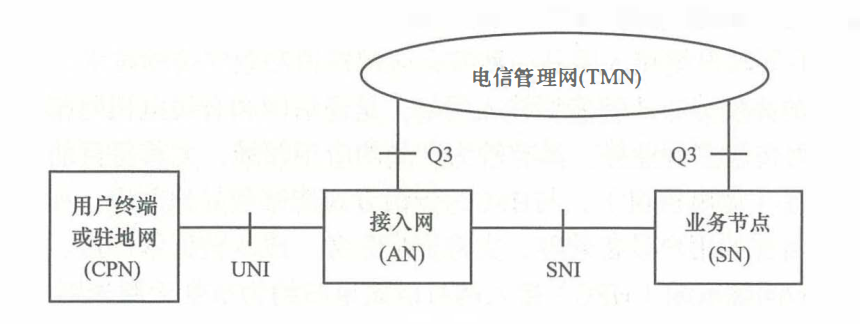 电信管理网(TMN)
Q3
Q3
用户终端
或驻地网
(CPN)
UNI
接入网
(AN)
SNI
业务节点
(SN)